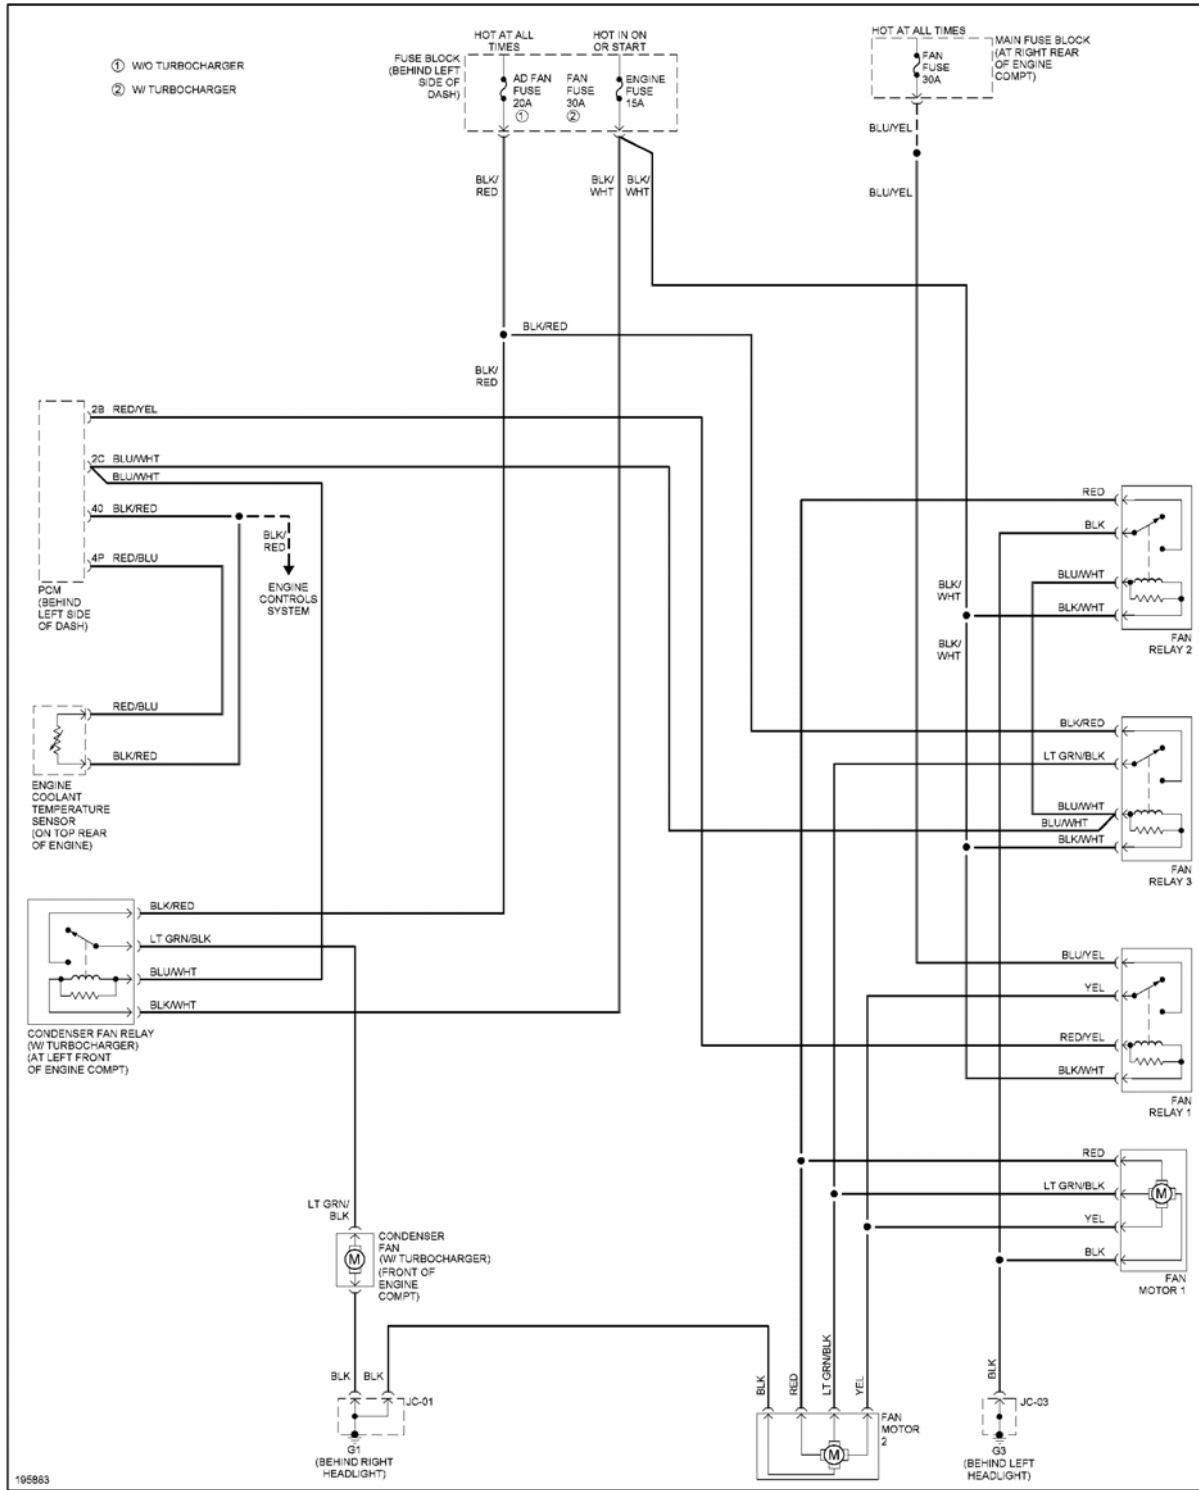 HOT AT ALL
TIMES
HOT IN ON
OR START
HOT AT ALL TIMES
FUSE BLOCK
(BEHIND LEFT
SIDE OF
DASH)
AD FAN
FUSE
20A
①
FAN
FUSE
30A
②
ENGINE
FUSE
15A
FAN
FUSE
30A
MAIN FUSE BLOCK
(AT RIGHT REAR
OF ENGINE
COMPT)
① W/O TURBOCHARGER
② W/ TURBOCHARGER
BLU/YEL
BLK/
RED
BLK/
WHT
BLK/
WHT
BLU/YEL
BLK/RED
BLK/
RED
2B RED/YEL
2C BLU/WHT
BLU/WHT
40 BLK/RED
BLK/
RED
4P RED/BLU
PCM
(BEHIND
LEFT SIDE
OF DASH)
ENGINE
CONTROLS
SYSTEM
RED
BLK
BLU/WHT
BLK/WHT
BLK/
WHT
BLK/
WHT
FAN
RELAY 2
RED/BLU
BLK/RED
ENGINE
COOLANT
TEMPERATURE
SENSOR
(ON TOP REAR
OF ENGINE)
BLK/RED
LT GRN/BLK
BLU/WHT
BLU/WHT
BLK/WHT
FAN
RELAY 3
BLK/RED
LT GRN/BLK
BLU/WHT
BLK/WHT
CONDENSER FAN RELAY
(W/ TURBOCHARGER)
(AT LEFT FRONT
OF ENGINE COMPT)
BLU/YEL
YEL
RED/YEL
BLK/WHT
FAN
RELAY 1
RED
LT GRN/BLK
YEL
BLK
M
FAN
MOTOR 1
LT GRN/
BLK
M
CONDENSER
FAN
(W/ TURBOCHARGER)
(FRONT OF
ENGINE
COMPT)
BLK
BLK
JC-01
G1
(BEHIND RIGHT
HEADLIGHT)
BLK
RED
LT GRN/BLK
YEL
M
FAN
MOTOR
2
BLK
JC-03
G3
(BEHIND LEFT
HEADLIGHT)
195883